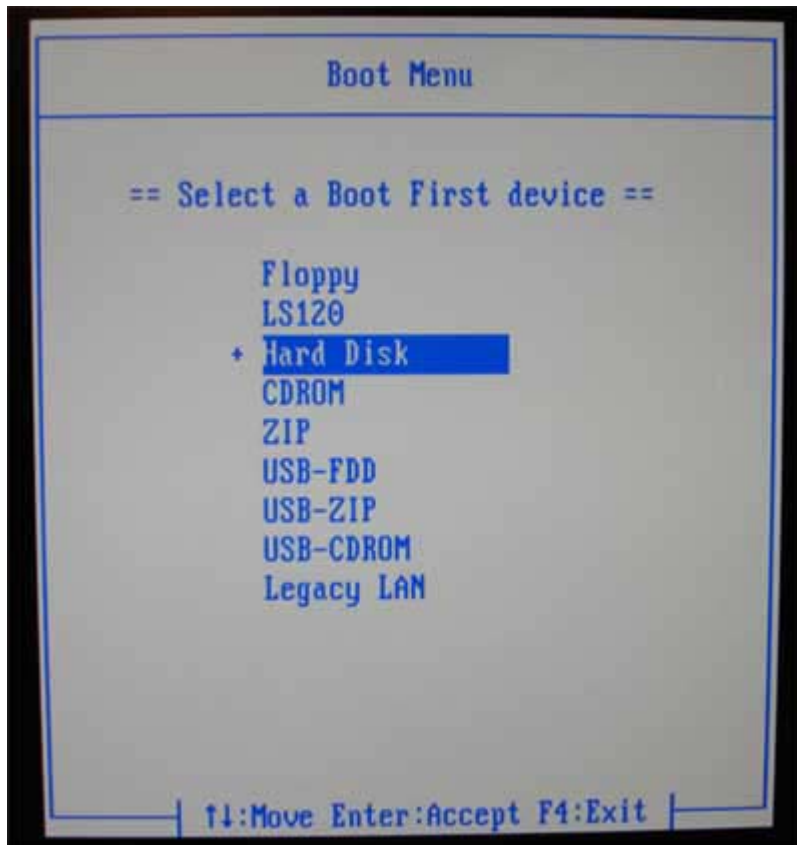 Boot Menu
== Select a Boot First device ==
Floppy
LS120
+ Hard Disk
CDROM
ZIP
USB-FDD
USB-ZIP
USB-CDROM
Legacy LAN
↑↓:Move Enter:Accept F4:Exit